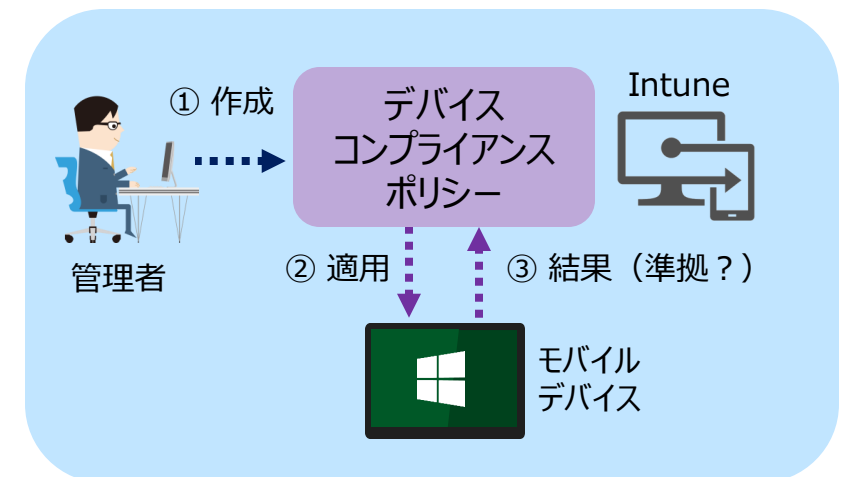 ① 作成
デバイス
コンプライアンス
ポリシー
Intune
管理者
② 適用
③ 結果（準拠？）
モバイル
デバイス